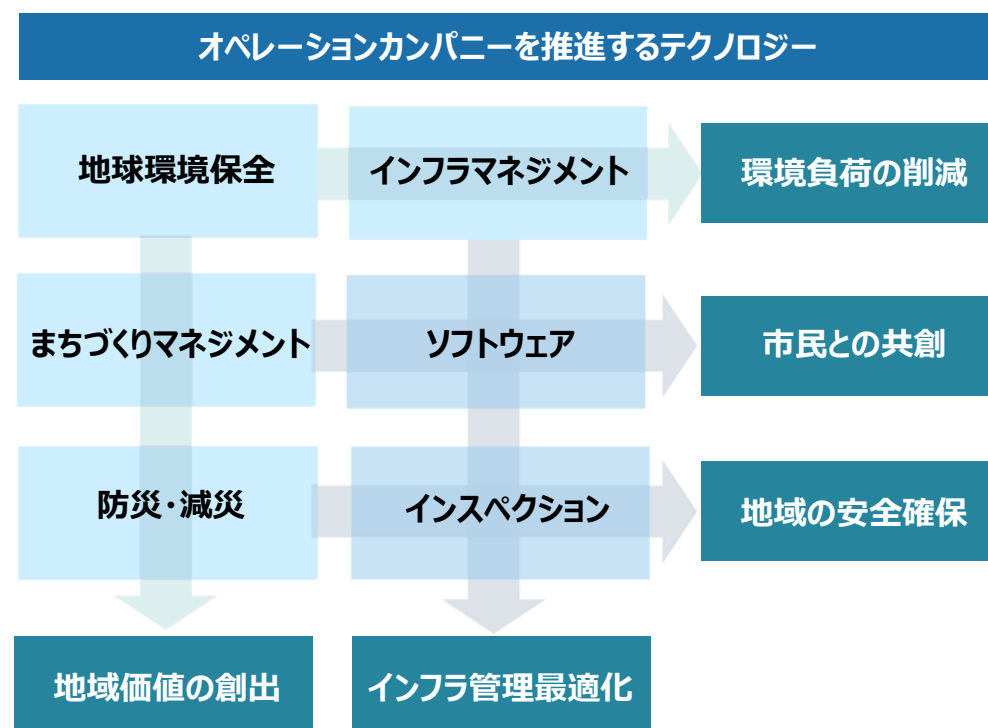 オペレーションカンパニーを推進するテクノロジー
地球環境保全
インフラマネジメント
環境負荷の削減
まちづくりマネジメント
ソフトウェア
市民との共創
防災・減災
インスペクション
地域の安全確保
地域価値の創出
インフラ管理最適化